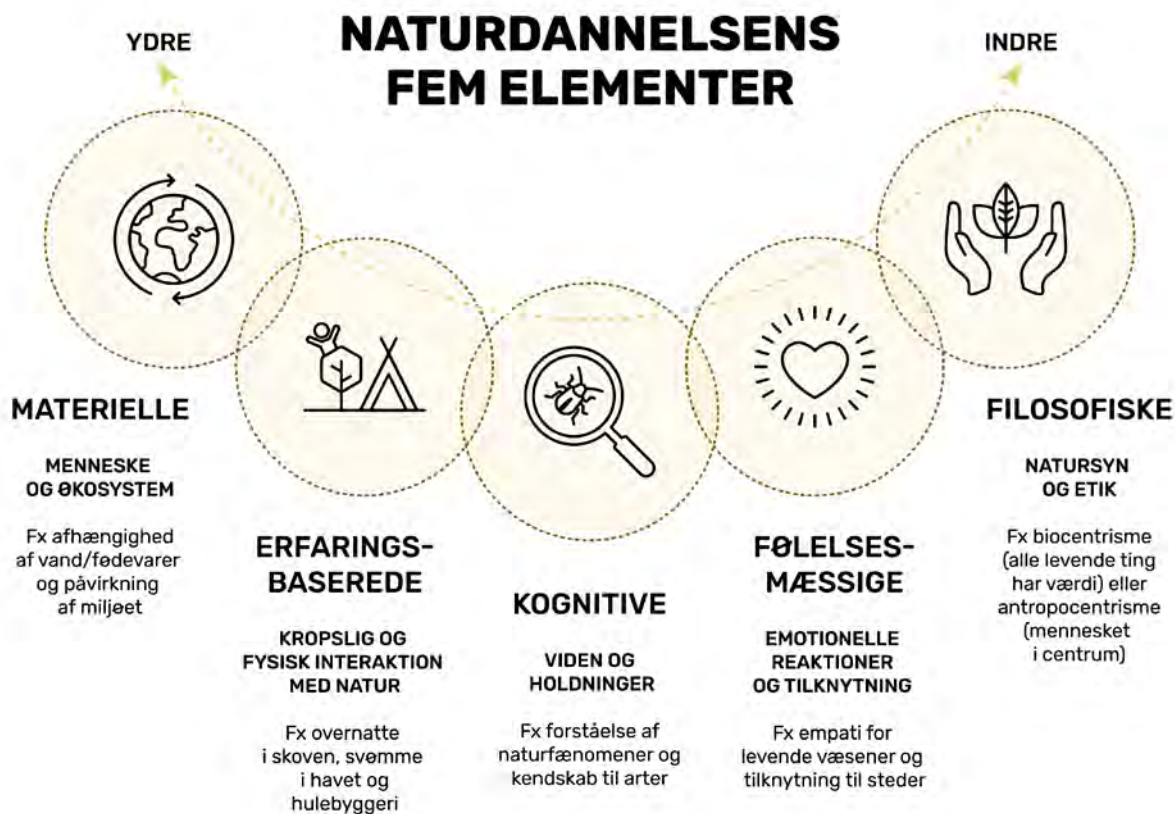 NATURDANNELSENS
FEM ELEMENTER
YDRE
INDRE
MATERIELLE
MENNESKE
OG ØKOSYSTEM
Fx afhængighed
af vand/fødevarer
og påvirkning
af miljøet
ERFARINGS-
BASEREDE
KROPSLIG OG
FYSISK INTERAKTION
MED NATUR
Fx overnatte
i skoven, svømme
i havet og
hulebyggeri
KOGNITIVE
VIDEN OG
HOLDNINGER
Fx forståelse af
naturfænomener og
kendskab til arter
FØLELSES-
MÆSSIGE
EMOTIONELLE
REAKTIONER
OG TILKNYTNING
Fx empati for
levende væsener og
tilknytning til steder
FILOSOFISKE
NATURSYN
OG ETIK
Fx biocentrisme
(alle levende ting
har værdi) eller
antropocentrisme
(mennesket
i centrum)